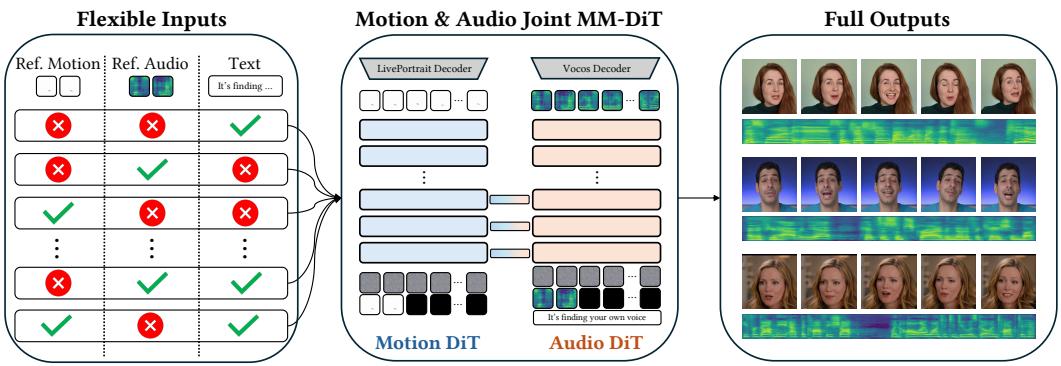 Flexible Inputs
Ref. Motion
Ref. Audio
Text
It's finding ...
Motion & Audio Joint MM-DiT
LivePortrait Decoder
Vocos Decoder
It's finding your own voice
Motion DiT
Audio DiT
Full Outputs